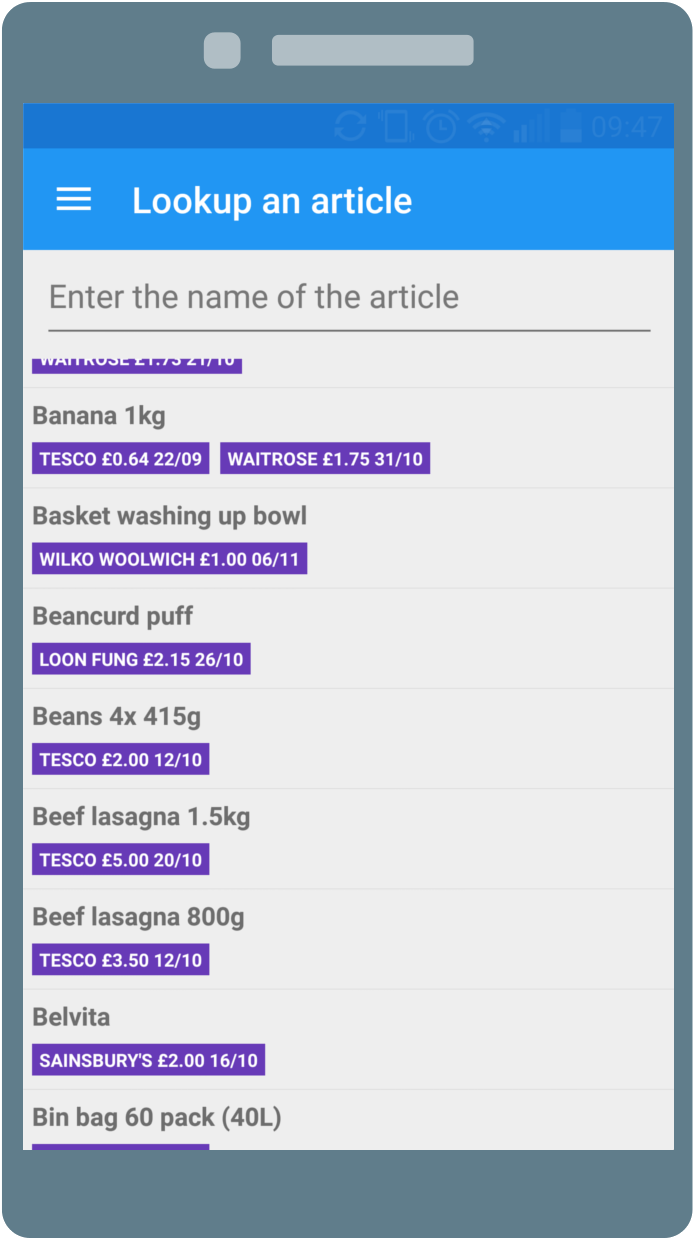 09:47
Lookup an article
Enter the name of the article
WAITROSE £1.73 21/10
Banana 1kg
TESCO £0.64 22/09 WAITROSE £1.75 31/10
Basket washing up bowl
WILKO WOOLWICH £1.00 06/11
Beancurd puff
LOON FUNG £2.15 26/10
Beans 4x 415g
TESCO £2.00 12/10
Beef lasagna 1.5kg
TESCO £5.00 20/10
Beef lasagna 800g
TESCO £3.50 12/10
Belvita
SAINSBURY'S £2.00 16/10
Bin bag 60 pack (40L)